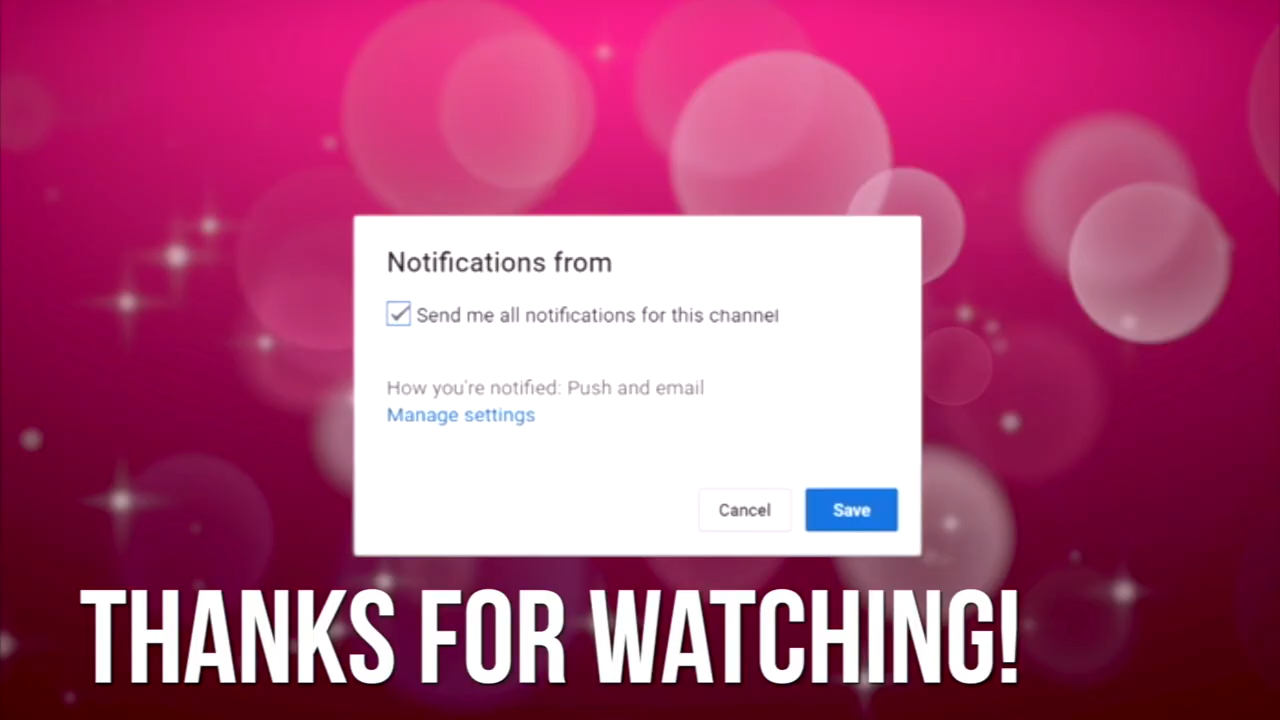 Notifications from
Send me all notifications for this channel
How you're notified: Push and email
Manage settings
Cancel Save
THANKS FOR WATCHING!